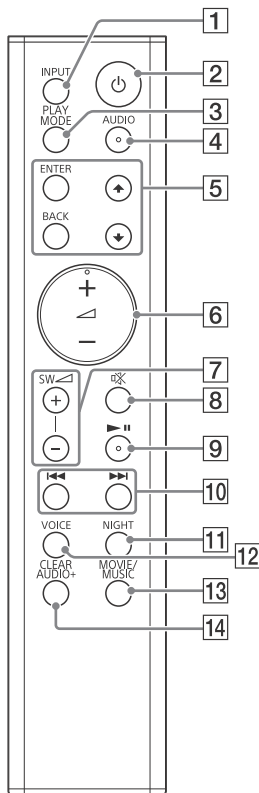 1
INPUT
2
PLAY
MODE
3
AUDIO
4
ENTER
5
BACK
+
6
−
7
SW
+
8
−
9
10
VOICE
NIGHT
11
12
CLEAR
AUDIO+
MOVIE/
MUSIC
13
14